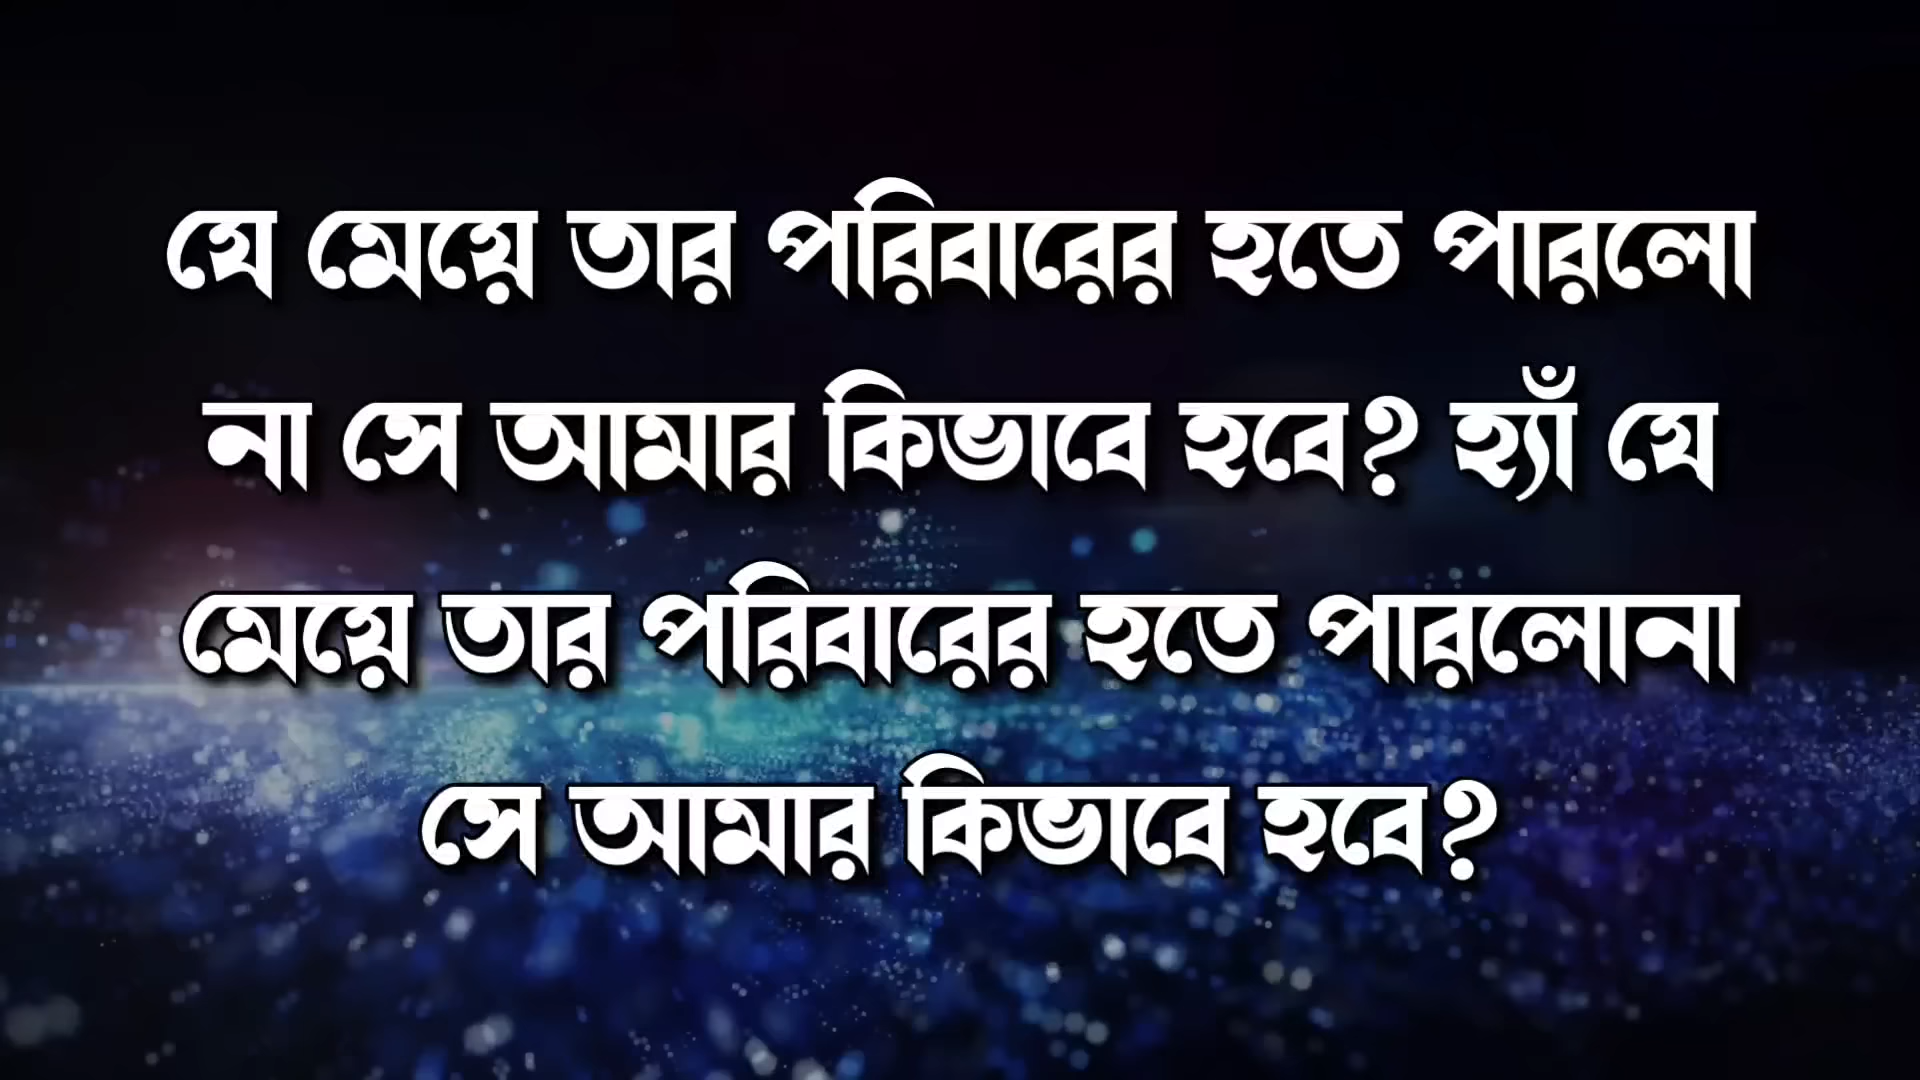 যে মেয়ে তার পরিবারের হতে পারলো
না সে আমার কিভাবে হবে? হ্যাঁ যে
মেয়ে তার পরিবারের হতে পারলোনা
সে আমার কিভাবে হবে?